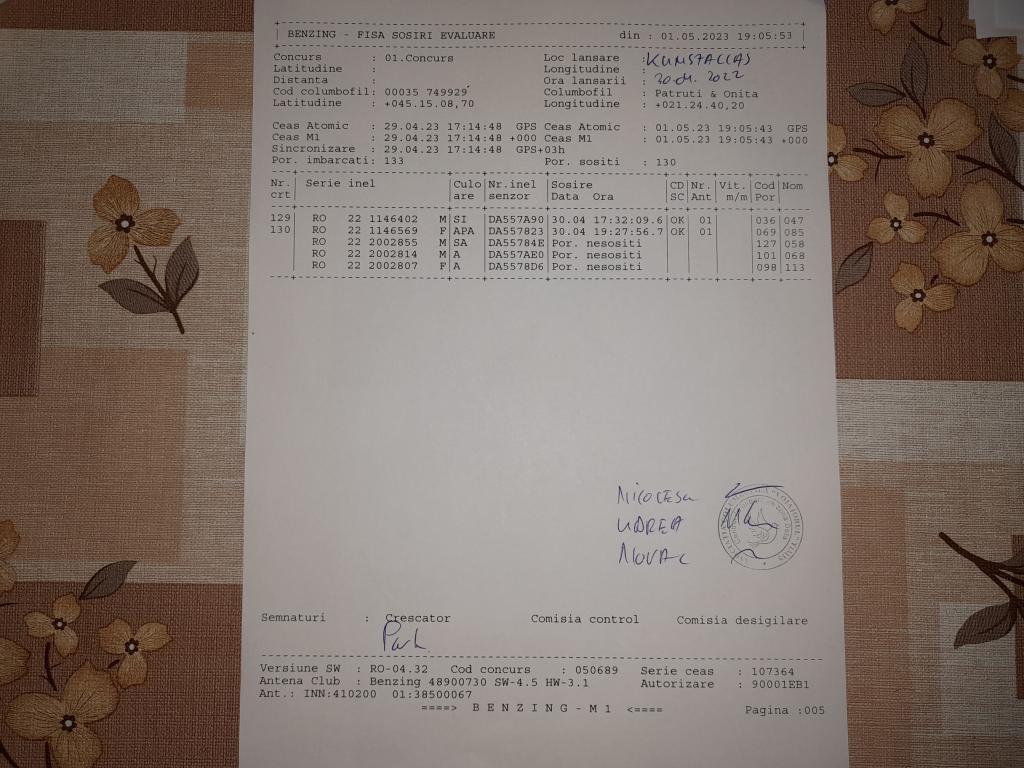 BENZING - FISA SOSIRI EVALUARE din : 01.05.2023 19:05:53
Concurs : 01.Concurs Loc lansare :
Latitudine : Longitudine :
Distanta : Ora lansarii : 30.04. 2022
Cod columbofil: 00035 749929 Columbofil : Patruti & Onita
Latitudine : +045.15.08,70 Longitudine : +021.24.40,20
Ceas Atomic : 29.04.23 17:14:48 GPS Ceas Atomic : 01.05.23 19:05:43 GPS
Ceas M1 : 29.04.23 17:14:48 +000 Ceas M1 : 01.05.23 19:05:43 +000
Sincronizare : 29.04.23 17:14:48 GPS+03h
Por. imbarcati: 133 Por. sositi : 130
Nr. Serie inel Culo Nr.inel Sosire CD Nr. Vit. Cod Nom
crt are senzor Data Ora SC Ant m/m Por
129 RO 22 1146402 M SI DA557A90 30.04 17:32:09.6 OK 01 036 047
130 RO 22 1146569 F APA DA557823 30.04 19:27:56.7 OK 01 069 085
RO 22 2002855 M SA DA55784E Por. nesositi 127 058
RO 22 2002814 M A DA557AE0 Por. nesositi 101 068
RO 22 2002807 F A DA5578D6 Por. nesositi 098 113
UDREA
NOVAC
Semnaturi : Crescator Comisia control Comisia desigilare
Versiune SW : RO-04.32 Cod concurs : 050689 Serie ceas : 107364
Antena Club : Benzing 48900730 SW-4.5 HW-3.1 Autorizare : 90001EB1
Ant.: INN:410200 01:38500067
====> B E N Z I N G - M 1 <==== Pagina :005